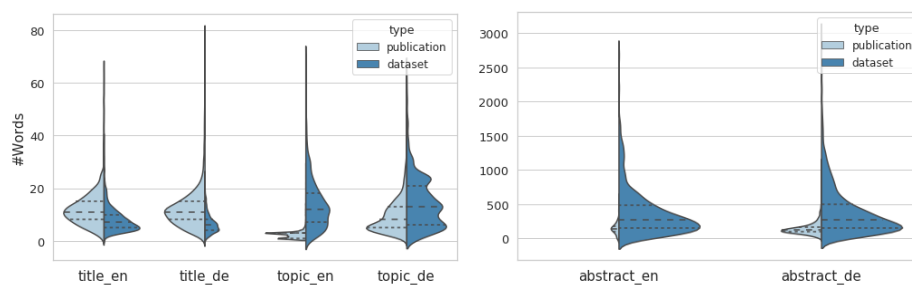 80
60
40
20
0
#Words
type
publication
dataset
title_en
title_de
topic_en
topic_de
3000
2500
2000
1500
1000
500
0
type
publication
dataset
abstract_en
abstract_de